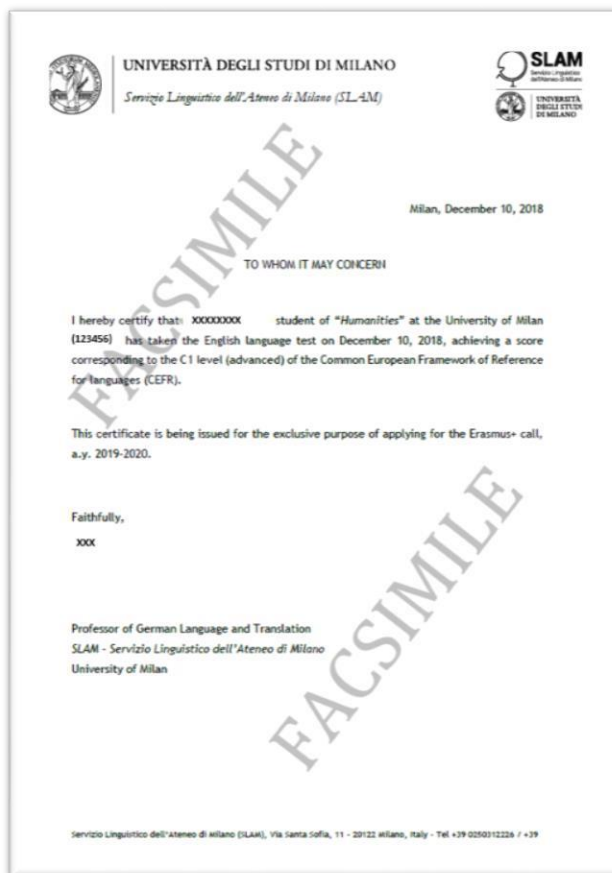 UNIVERSITÀ DEGLI STUDI DI MILANO
Servizio Linguistico dell'Ateneo di Milano (SLAM)
SLAM
Servizio Linguistico
dell'Ateneo di Milano
UNIVERSITÀ
DEGLI STUDI
DI MILANO
FACSIMILE
Milan, December 10, 2018
TO WHOM IT MAY CONCERN
I hereby certify that: XXXXXXXX student of "Humanities" at the University of Milan
(123456) has taken the English language test on December 10, 2018, achieving a score
corresponding to the C1 level (advanced) of the Common European Framework of Reference
for languages (CEFR).
This certificate is being issued for the exclusive purpose of applying for the Erasmus+ call,
a.y. 2019-2020.
Faithfully,
XXX
FACSIMILE
Professor of German Language and Translation
SLAM - Servizio Linguistico dell'Ateneo di Milano
University of Milan
Servizio Linguistico dell'Ateneo di Milano (SLAM), Via Santa Sofia, 11 - 20122 Milano, Italy - Tel +39 0250312226 / +39